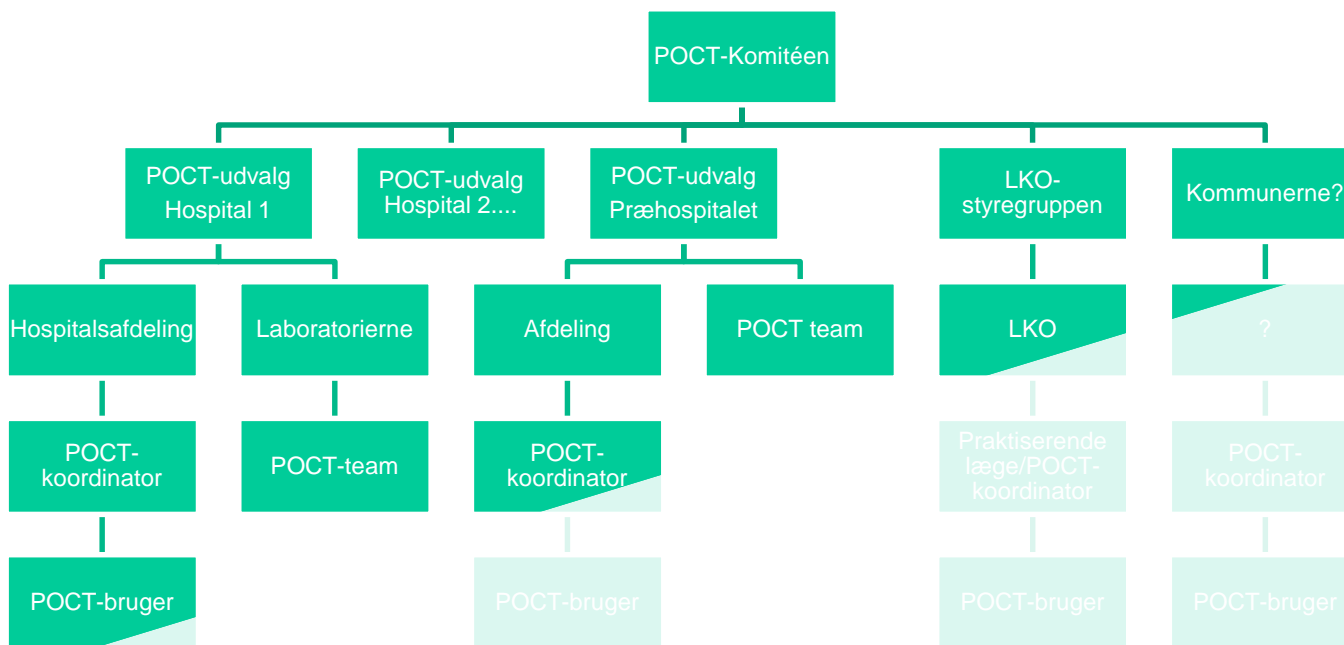 POCT-Komitéen
POCT-udvalg
Hospital 1
POCT-udvalg
Hospital 2....
POCT-udvalg
Præhospitalet
LKO-
styregruppen
Kommunerne?
Hospitalsafdeling
Laboratorierne
Afdeling
POCT team
LKO
?
POCT-
koordinator
POCT-team
POCT-
koordinator
Praktiserende
læge/POCT-
koordinator
POCT-
koordinator
POCT-bruger
POCT-bruger
POCT-bruger
POCT-bruger